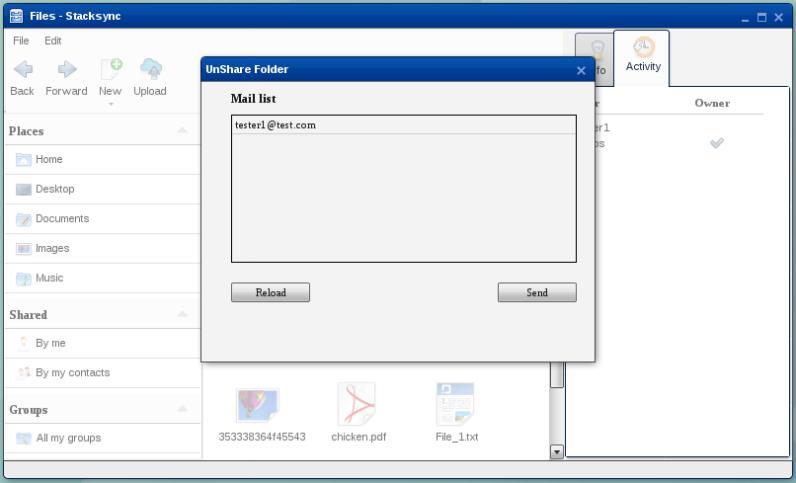 Files - Stacksync
File Edit
Back Forward New Upload
Places
Home
Desktop
Documents
Images
Music
Shared
By me
By my contacts
Groups
All my groups
UnShare Folder
Mail list
tester1@test.com
Reload Send
353338364f45543 chicken.pdf File_1.txt
Activity
Owner